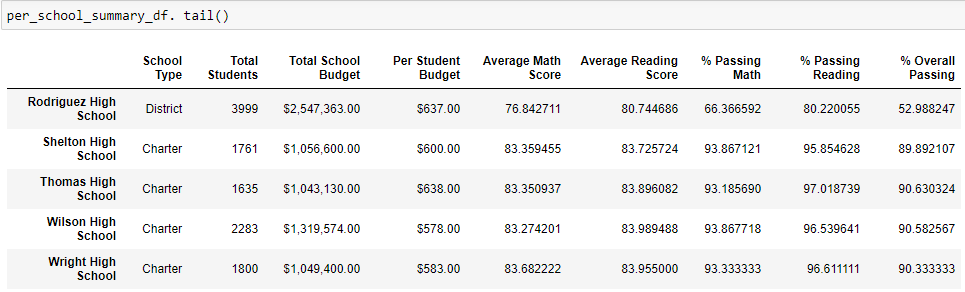 per_school_summary_df. tail()
School Type Total Students Total School Budget Per Student Budget Average Math Score Average Reading Score % Passing Math % Passing Reading % Overall Passing
Rodriguez High School District 3999 $2,547,363.00 $637.00 76.842711 80.744686 66.366592 80.220055 52.988247
Shelton High School Charter 1761 $1,056,600.00 $600.00 83.359455 83.725724 93.867121 95.854628 89.892107
Thomas High School Charter 1635 $1,043,130.00 $638.00 83.350937 83.896082 93.185690 97.018739 90.630324
Wilson High School Charter 2283 $1,319,574.00 $578.00 83.274201 83.989488 93.867718 96.539641 90.582567
Wright High School Charter 1800 $1,049,400.00 $583.00 83.682222 83.955000 93.333333 96.611111 90.333333